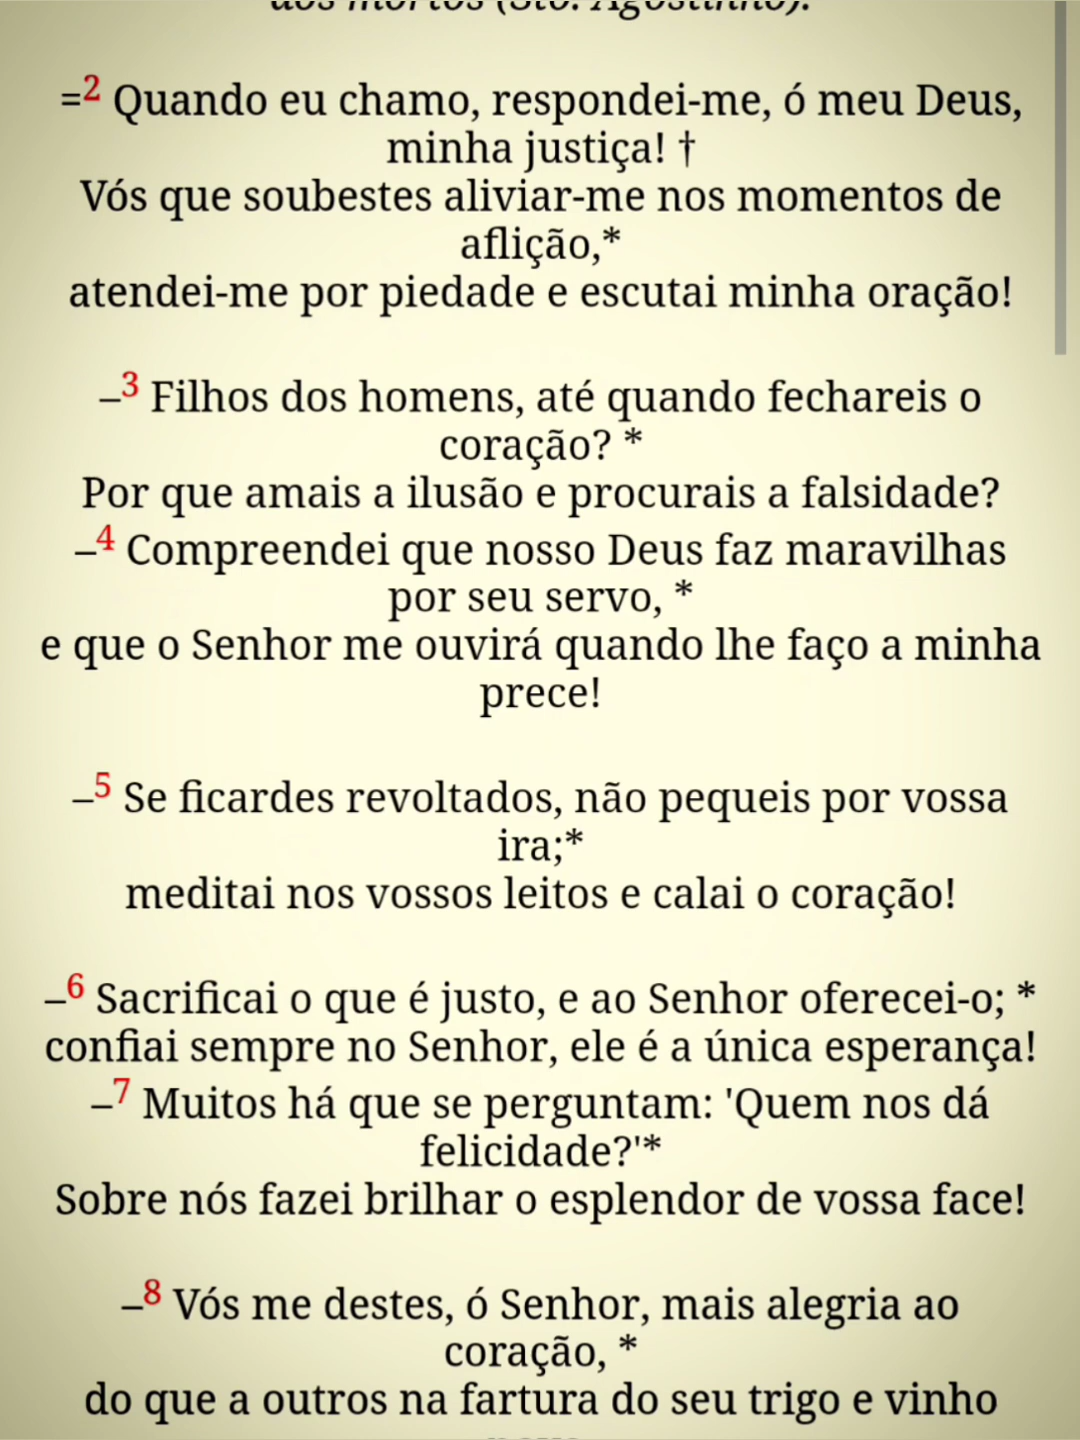 dos mortos (Sto. Agostinho).
=2 Quando eu chamo, respondei-me, ó meu Deus,
minha justiça! †
Vós que soubestes aliviar-me nos momentos de
aflição,*
atendei-me por piedade e escutai minha oração!
–3 Filhos dos homens, até quando fechareis o
coração? *
Por que amais a ilusão e procurais a falsidade?
–4 Compreendei que nosso Deus faz maravilhas
por seu servo, *
e que o Senhor me ouvirá quando lhe faço a minha
prece!
–5 Se ficardes revoltados, não pequeis por vossa
ira;*
meditai nos vossos leitos e calai o coração!
–6 Sacrificai o que é justo, e ao Senhor oferecei-o; *
confiai sempre no Senhor, ele é a única esperança!
–7 Muitos há que se perguntam: 'Quem nos dá
felicidade?'*
Sobre nós fazei brilhar o esplendor de vossa face!
–8 Vós me destes, ó Senhor, mais alegria ao
coração, *
do que a outros na fartura do seu trigo e vinho